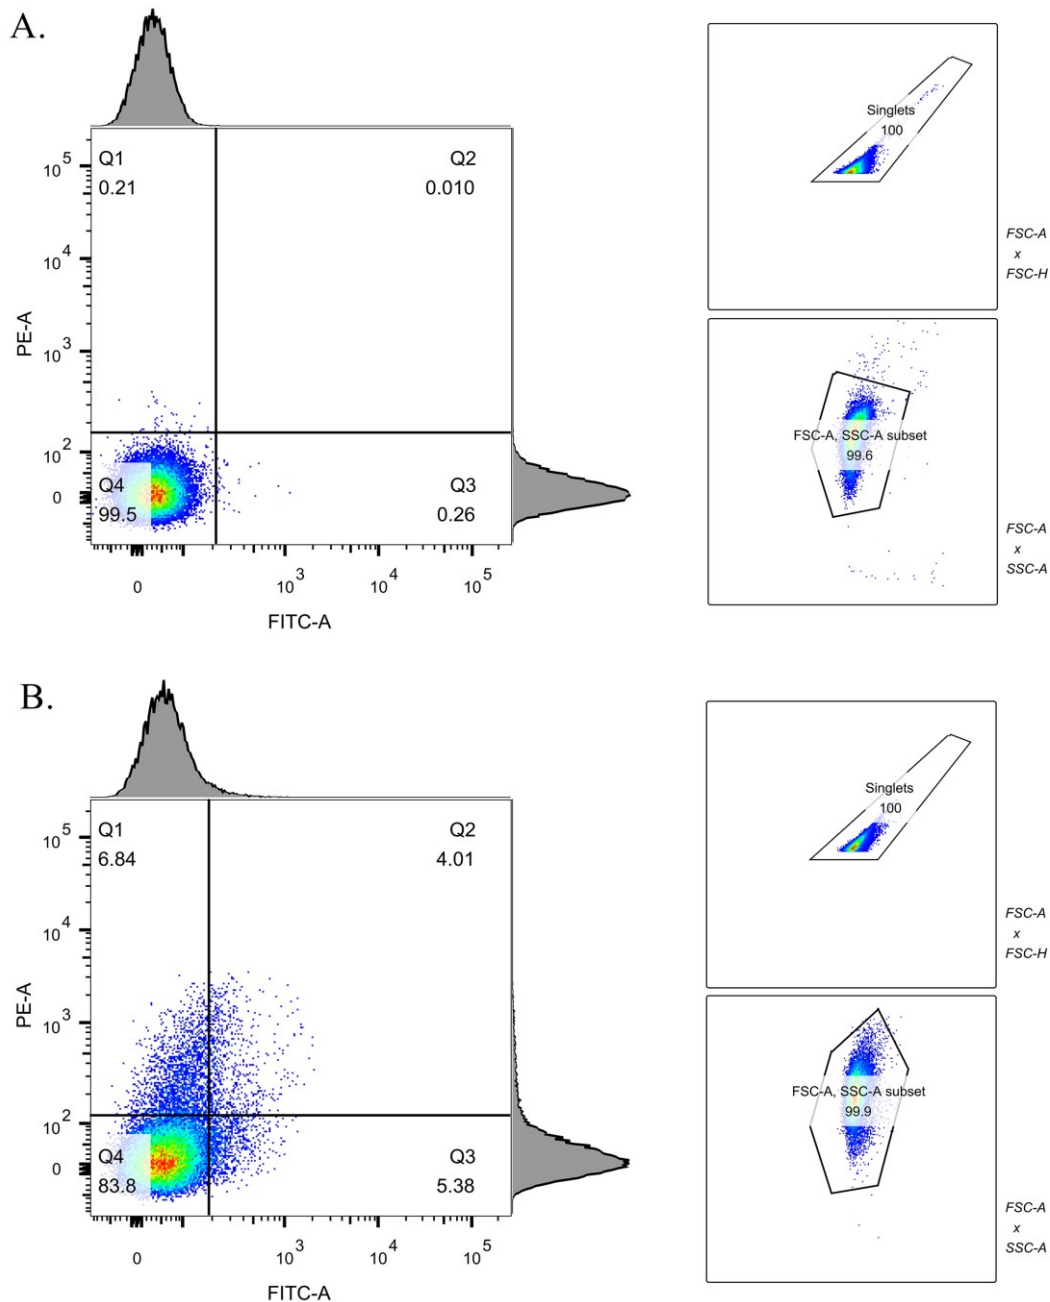 A.
Q1
0.21
Q2
0.010
Q4
99.5
Q3
0.26
10^5
10^4
10^3
10^2
0
PE-A
0
10^3
10^4
10^5
FITC-A
Singlets
100
FSC-A
x
FSC-H
FSC-A, SSC-A subset
99.6
FSC-A
x
SSC-A
B.
Q1
6.84
Q2
4.01
Q4
83.8
Q3
5.38
10^5
10^4
10^3
10^2
0
PE-A
0
10^3
10^4
10^5
FITC-A
Singlets
100
FSC-A
x
FSC-H
FSC-A, SSC-A subset
99.9
FSC-A
x
SSC-A